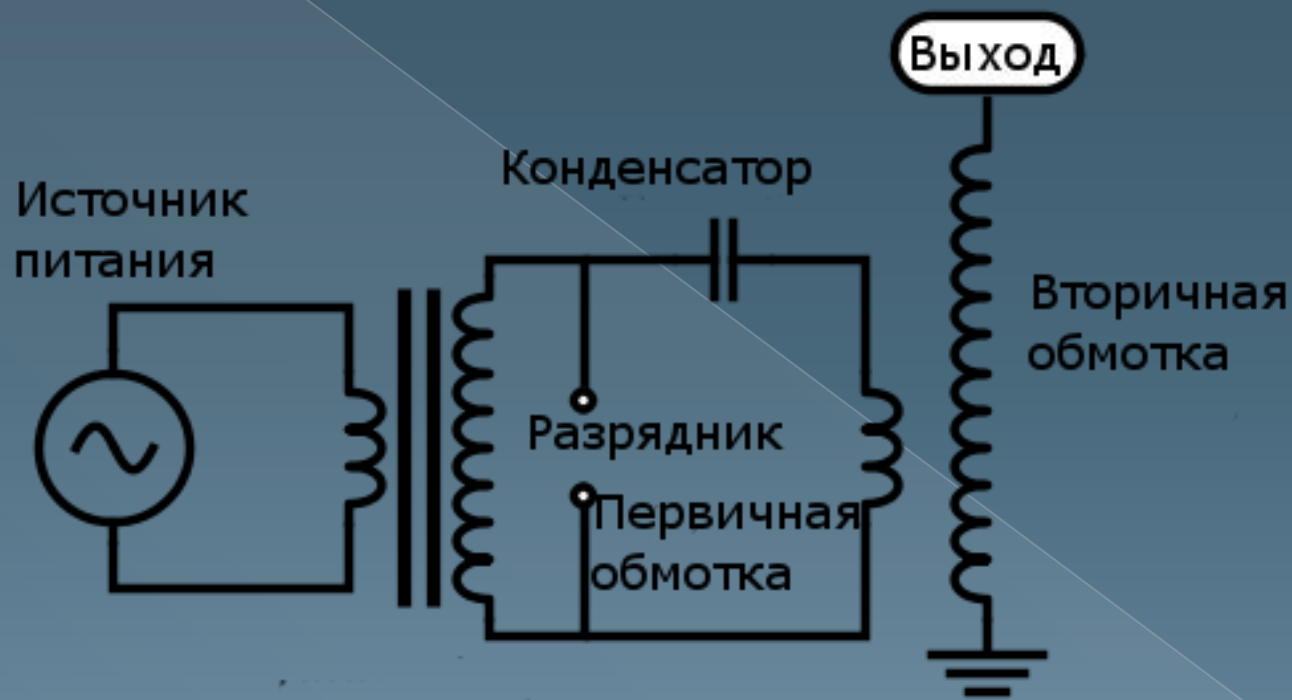 Выход
Конденсатор
Источник
питания
Вторичная
обмотка
Разрядник
Первичная
обмотка